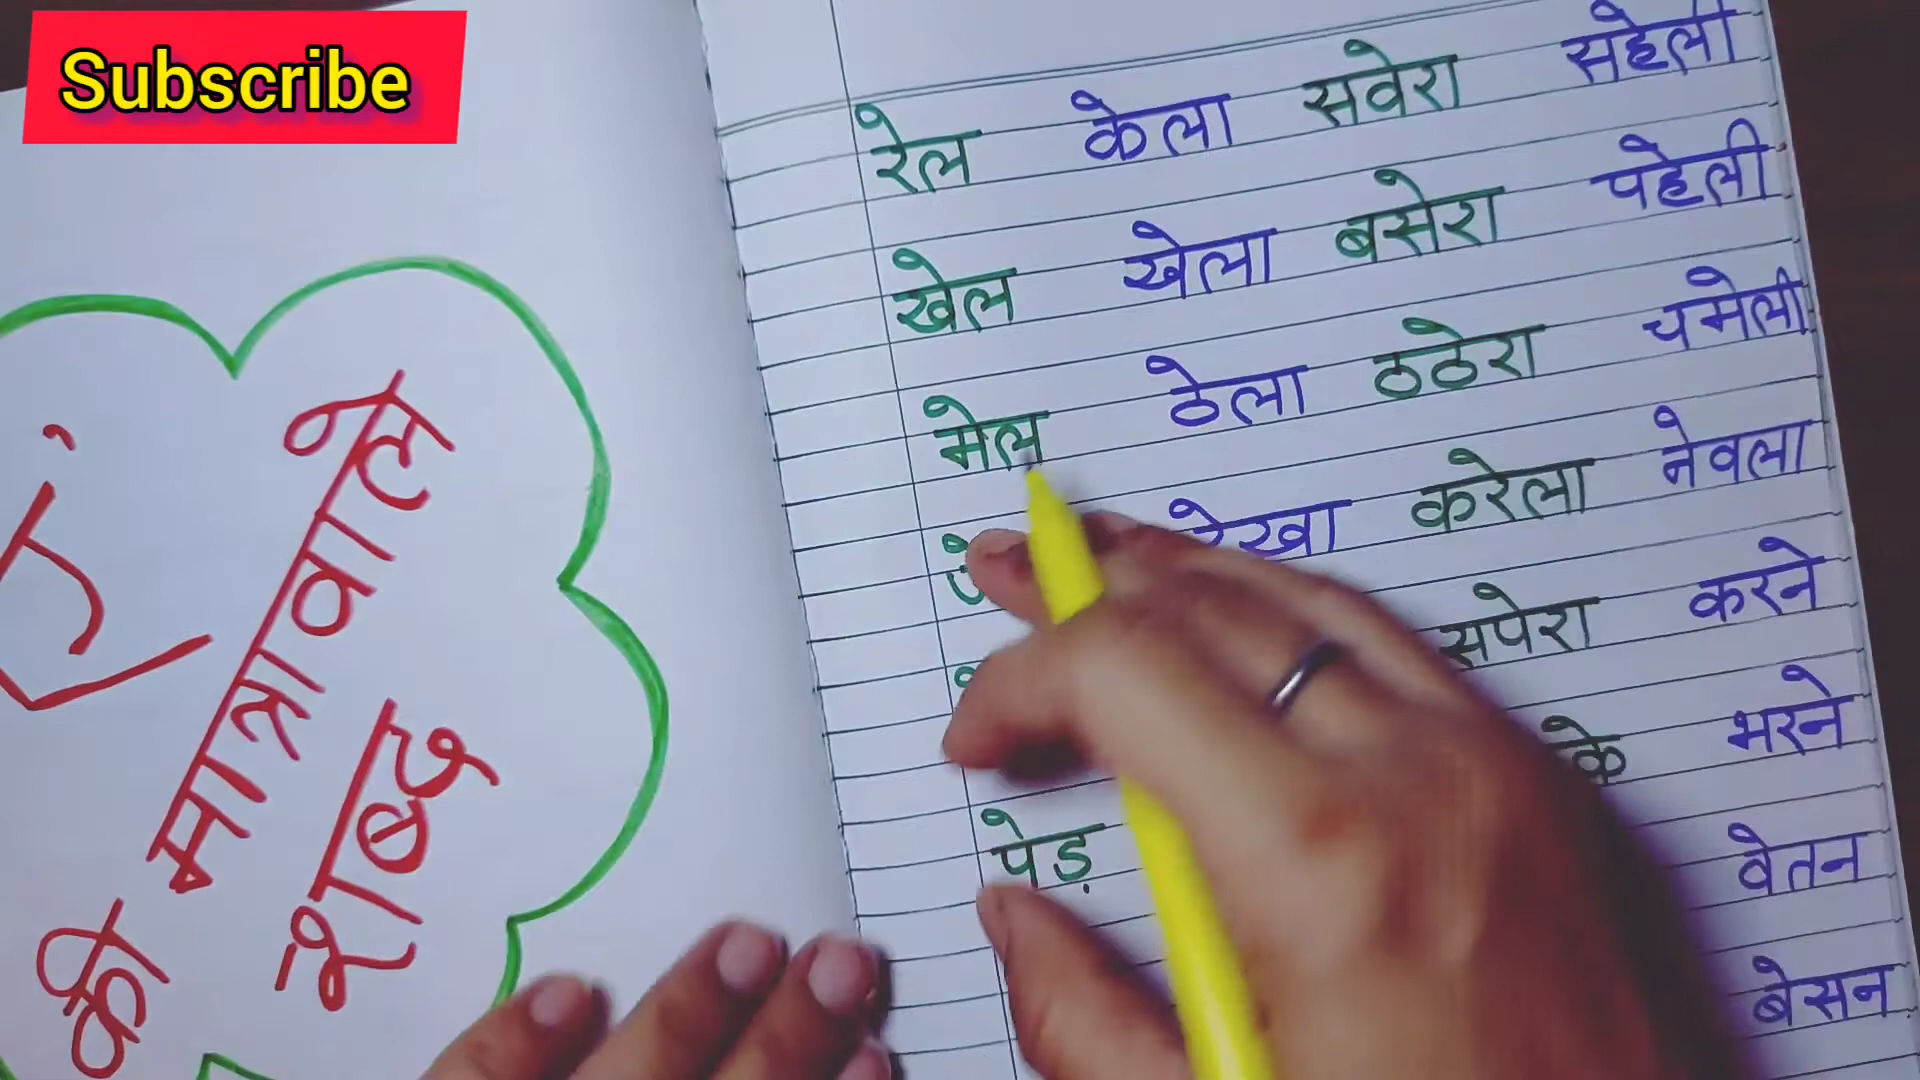 Subscribe
की मात्रावाले
शब्द
रेल केला सवेरा सहेली
खेल खेला बसेरा पहेली
मेल ठेला ठठेरा चमेली
रेखा करेला नेवला
सपेरा करने
के भरने
पेड़ वेतन
बेसन